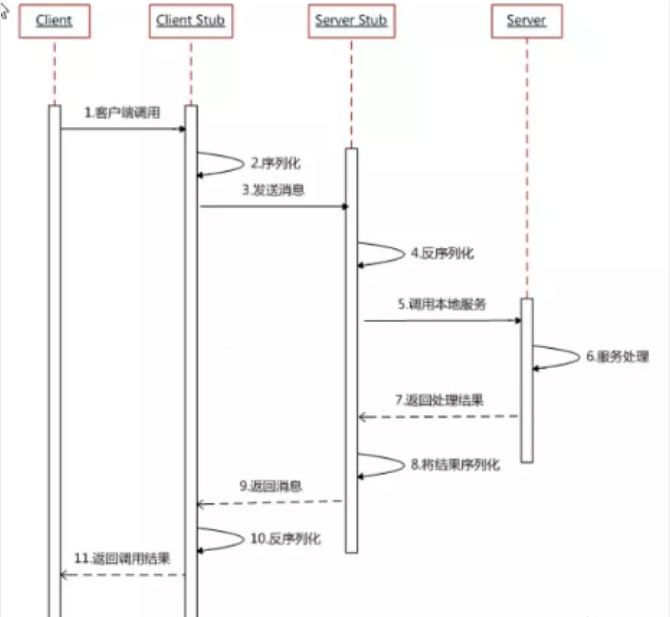 Client
Client Stub
Server Stub
Server
1.客户端调用
2.序列化
3.发送消息
4.反序列化
5.调用本地服务
6.服务处理
7.返回处理结果
8.将结果序列化
9.返回消息
10.反序列化
11.返回调用结果